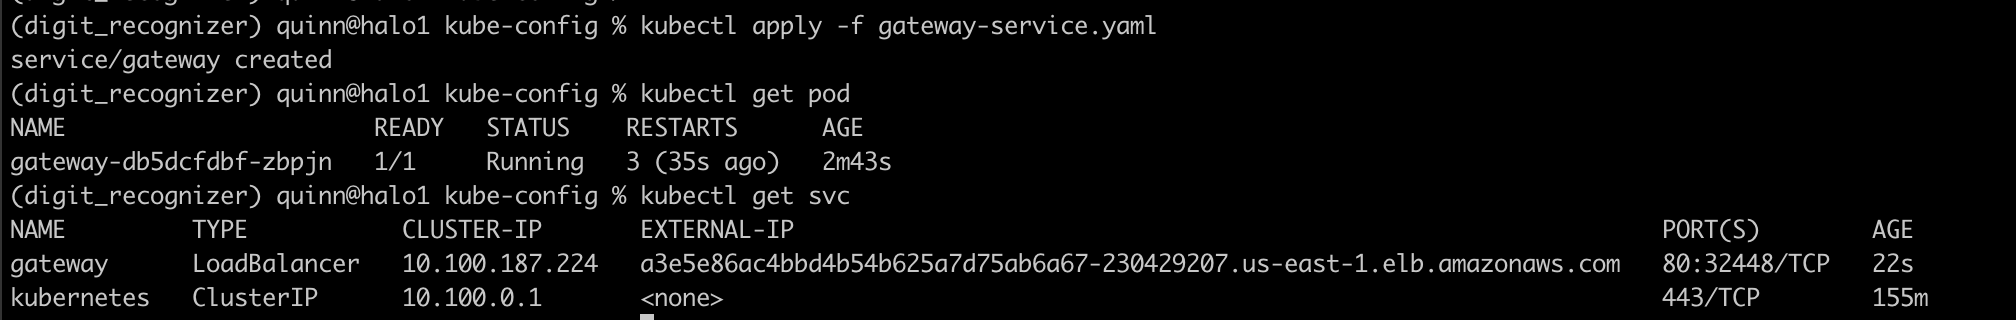 (digit_recognizer) quinn@halo1 kube-config % kubectl apply -f gateway-service.yaml
service/gateway created
(digit_recognizer) quinn@halo1 kube-config % kubectl get pod
NAME READY STATUS RESTARTS AGE
gateway-db5dcfdbf-zbpjn 1/1 Running 3 (35s ago) 2m43s
(digit_recognizer) quinn@halo1 kube-config % kubectl get svc
NAME TYPE CLUSTER-IP EXTERNAL-IP PORT(S) AGE
gateway LoadBalancer 10.100.187.224 a3e5e86ac4bbd4b54b625a7d75ab6a67-230429207.us-east-1.elb.amazonaws.com 80:32448/TCP 22s
kubernetes ClusterIP 10.100.0.1 <none> 443/TCP 155m